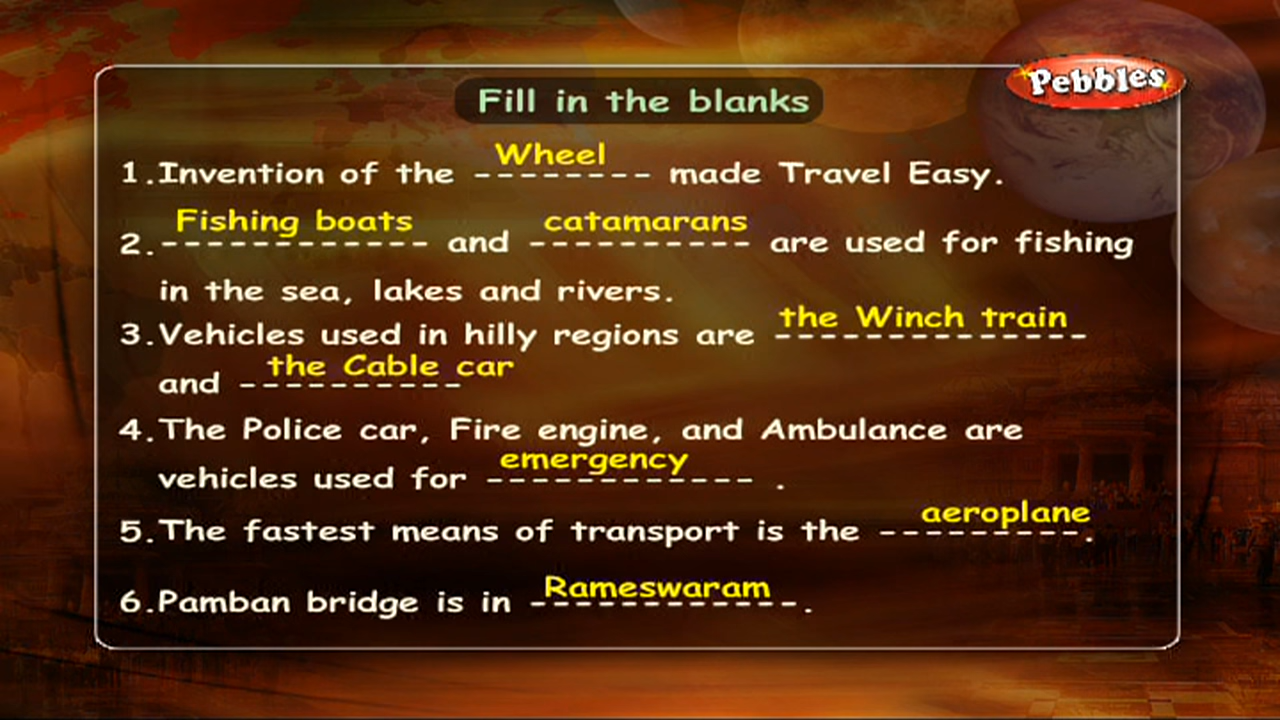 Pebbles
Fill in the blanks
1.Invention of the Wheel made Travel Easy.
2. Fishing boats and catamarans are used for fishing
in the sea, lakes and rivers.
3.Vehicles used in hilly regions are the Winch train
and the Cable car
4.The Police car, Fire engine, and Ambulance are
vehicles used for emergency .
5.The fastest means of transport is the aeroplane.
6.Pamban bridge is in Rameswaram.